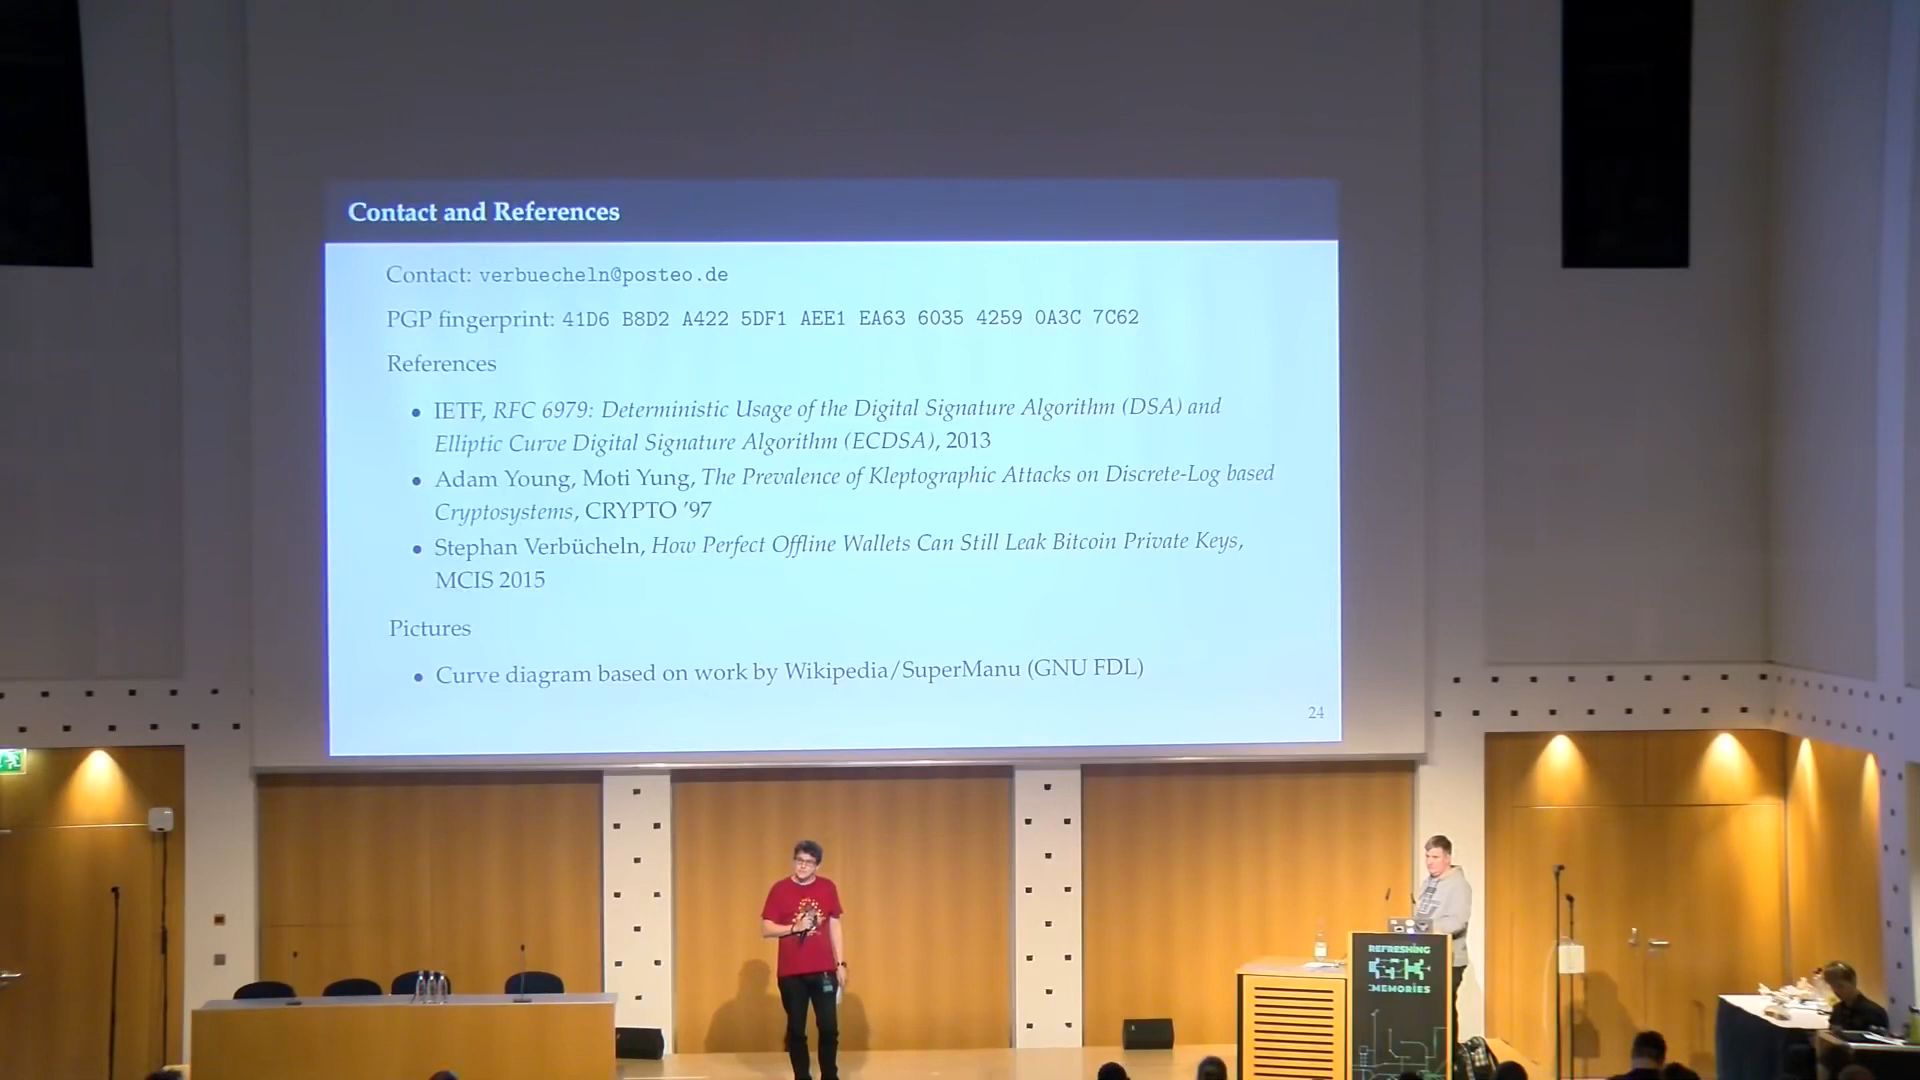 Contact and References
Contact: verbuecheln@posteo.de
PGP fingerprint: 41D6 B8D2 A422 5DF1 AEE1 EA63 6035 4259 0A3C 7C62
References
• IETF, RFC 6979: Deterministic Usage of the Digital Signature Algorithm (DSA) and
Elliptic Curve Digital Signature Algorithm (ECDSA), 2013
• Adam Young, Moti Yung, The Prevalence of Kleptographic Attacks on Discrete-Log based
Cryptosystems, CRYPTO '97
• Stephan Verbücheln, How Perfect Offline Wallets Can Still Leak Bitcoin Private Keys,
MCIS 2015
Pictures
• Curve diagram based on work by Wikipedia/SuperManu (GNU FDL)
24
REFRESHING
MEMORIES